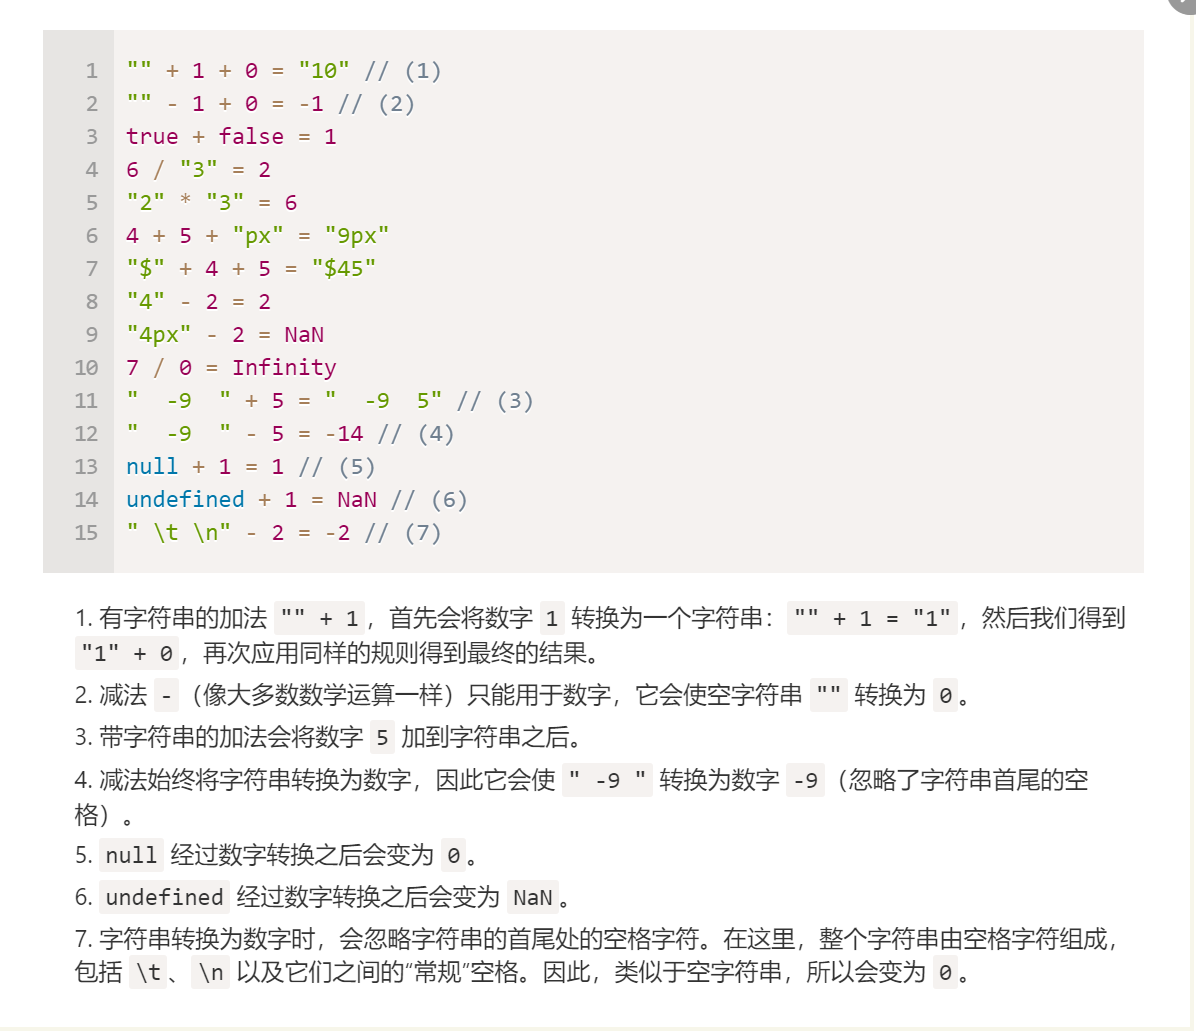 1 "" + 1 + 0 = "10" // (1)
2 "" - 1 + 0 = -1 // (2)
3 true + false = 1
4 6 / "3" = 2
5 "2" * "3" = 6
6 4 + 5 + "px" = "9px"
7 "$" + 4 + 5 = "$45"
8 "4" - 2 = 2
9 "4px" - 2 = NaN
10 7 / 0 = Infinity
11 "  -9  " + 5 = "  -9  5" // (3)
12 "  -9  " - 5 = -14 // (4)
13 null + 1 = 1 // (5)
14 undefined + 1 = NaN // (6)
15 " \t \n" - 2 = -2 // (7)
1. 有字符串的加法 "" + 1，首先会将数字 1 转换为一个字符串："" + 1 = "1"，然后我们得到
"1" + 0，再次应用同样的规则得到最终的结果。
2. 减法 -（像大多数数学运算一样）只能用于数字，它会使空字符串 "" 转换为 0。
3. 带字符串的加法会将数字 5 加到字符串之后。
4. 减法始终将字符串转换为数字，因此它会使 " -9 " 转换为数字 -9（忽略了字符串首尾的空
格）。
5. null 经过数字转换之后会变为 0。
6. undefined 经过数字转换之后会变为 NaN。
7. 字符串转换为数字时，会忽略字符串的首尾处的空格字符。在这里，整个字符串由空格字符组成，
包括 \t、\n 以及它们之间的“常规”空格。因此，类似于空字符串，所以会变为 0。